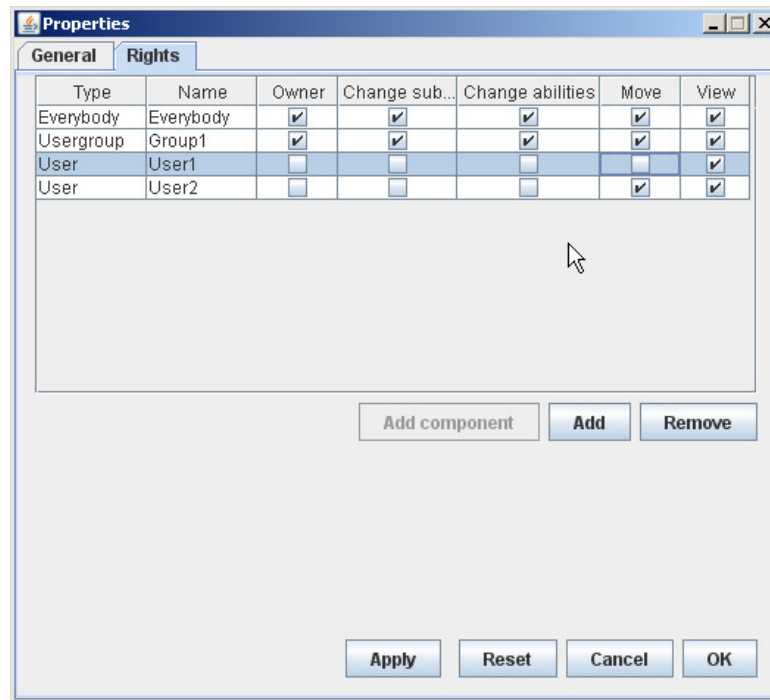 Properties
General Rights
Type Name Owner Change sub... Change abilities Move View
Everybody Everybody
Usergroup Group1
User User1
User User2
Add component Add Remove
Apply Reset Cancel OK